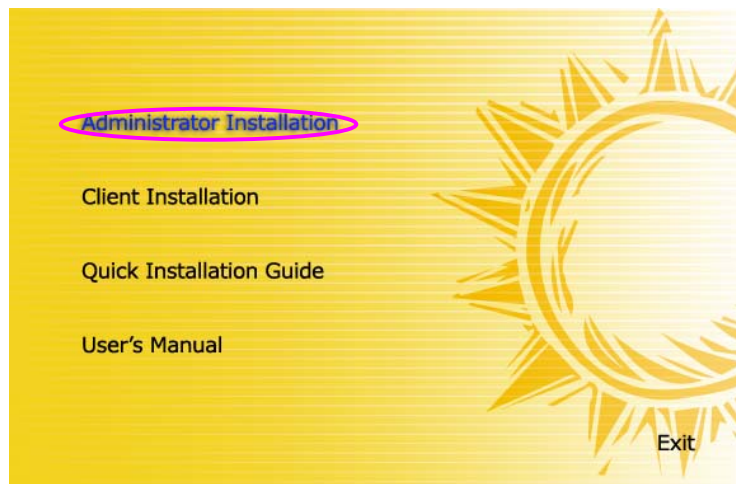 Administrator Installation
Client Installation
Quick Installation Guide
User's Manual
Exit